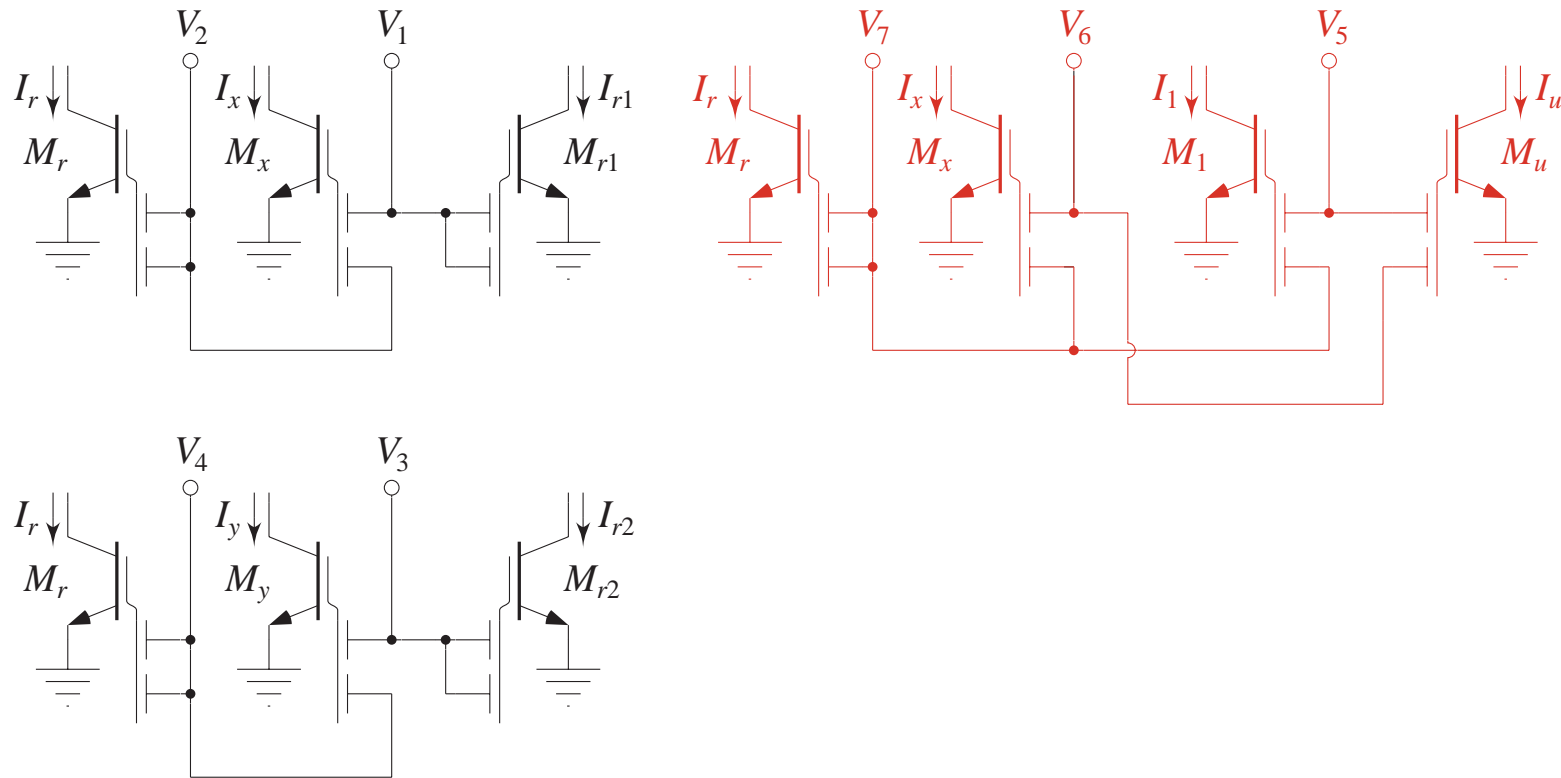 V2 V1
Ir Ix Ir1
Mr Mx Mr1
V7 V6 V5
Ir Ix I1 Iu
Mr Mx M1 Mu
V4 V3
Ir Iy Ir2
Mr My Mr2